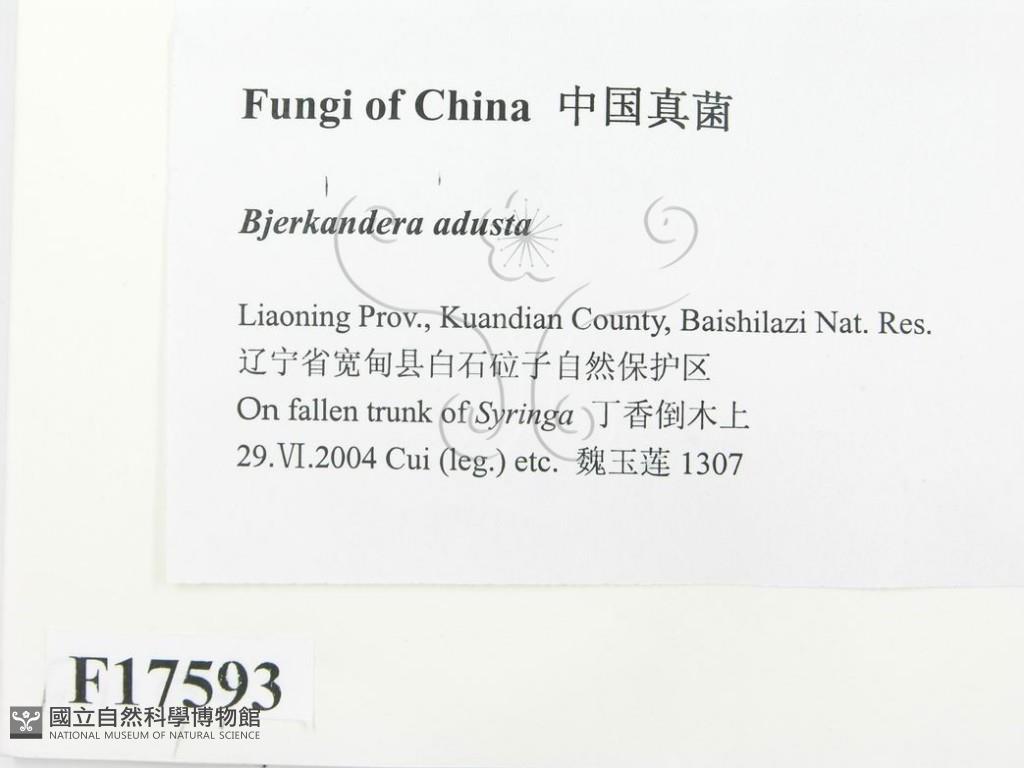 Fungi of China 中国真菌
Bjerkandera adusta
Liaoning Prov., Kuandian County, Baishilazi Nat. Res.
辽宁省宽甸县白石砬子自然保护区
On fallen trunk of Syringa 丁香倒木上
29.Ⅵ.2004 Cui (leg.) etc. 魏玉莲 1307
F17593
國立自然科學博物館
NATIONAL MUSEUM OF NATURAL SCIENCE